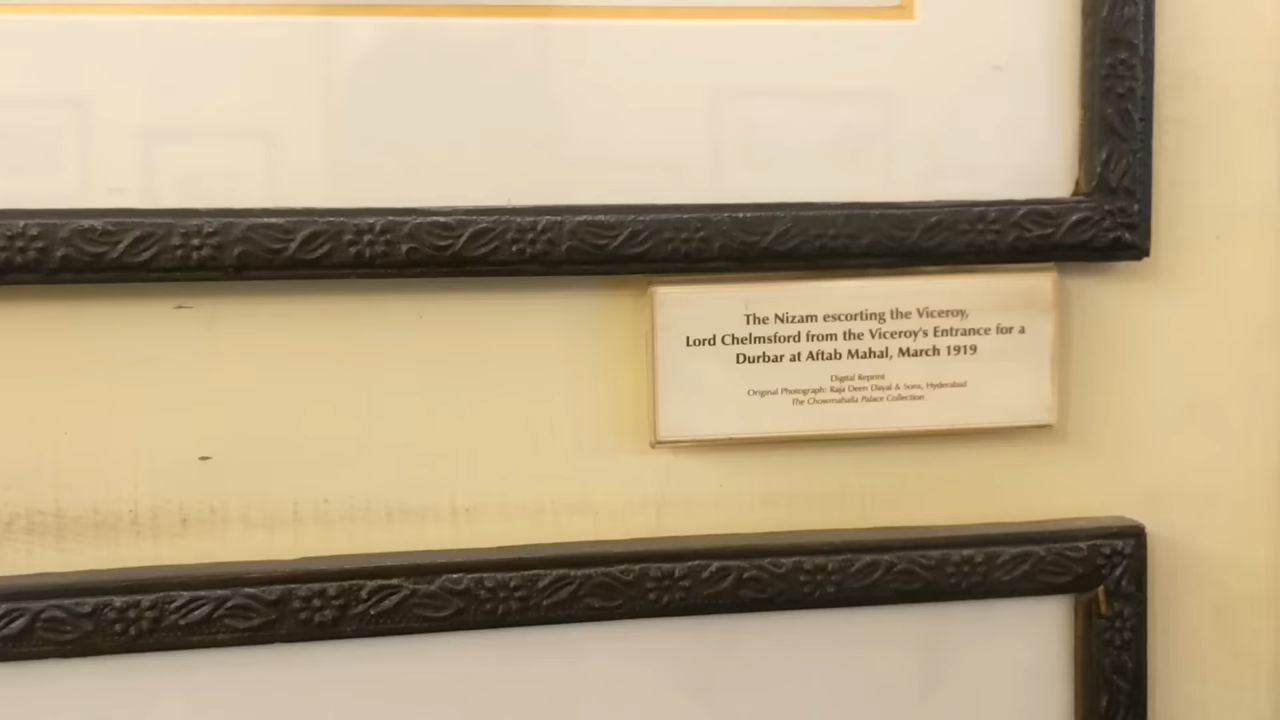 The Nizam escorting the Viceroy,
Lord Chelmsford from the Viceroy's Entrance for a
Durbar at Aftab Mahal, March 1919
Digital Reprint
Original Photograph: Raja Deen Dayal & Sons, Hyderabad
The Chowmahalla Palace Collection